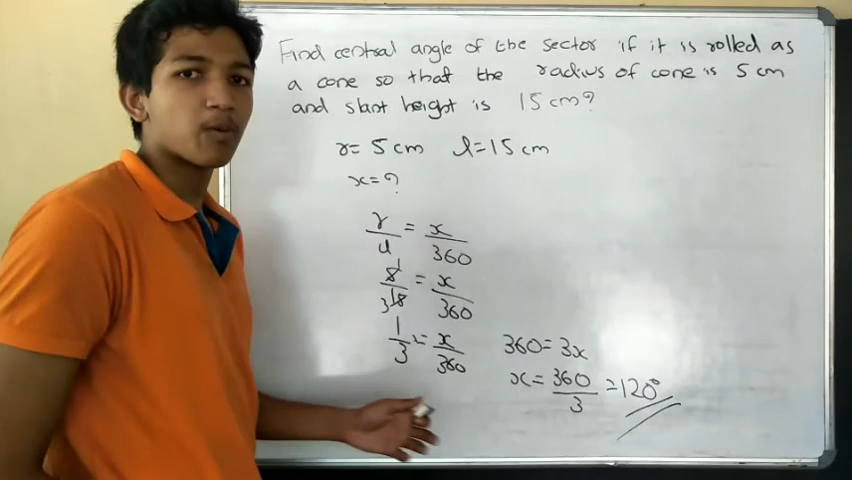 Find central angle of the sector if it is rolled as
a cone so that the radius of cone is 5 cm
and slant height is 15 cm?
r = 5 cm l = 15 cm
x = ?
r/l = x/360
5/15 = x/360
1/3 = x/360 360 = 3x
x = 360/3 = 120°